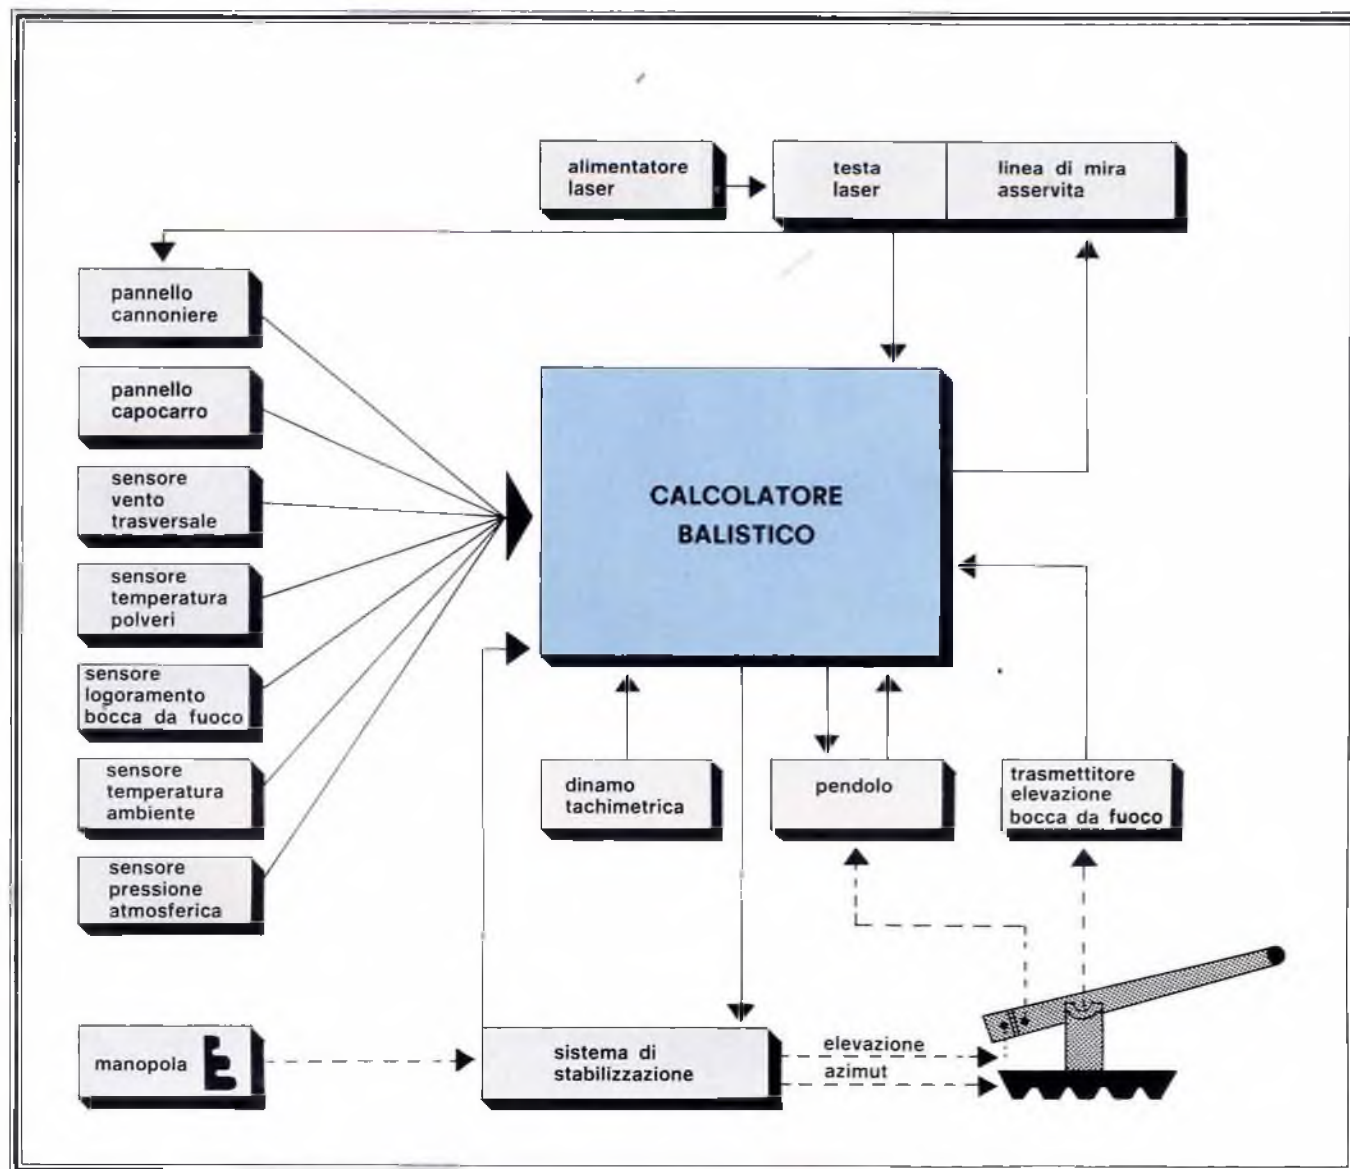 alimentatore
laser
testa
laser
linea di mira
asservita
pannello
cannoniere
pannello
capocarro
sensore
vento
trasversale
sensore
temperatura
polveri
sensore
logoramento
bocca da fuoco
sensore
temperatura
ambiente
sensore
pressione
atmosferica
CALCOLATORE
BALISTICO
dinamo
tachimetrica
pendolo
trasmettitore
elevazione
bocca da fuoco
manopola
sistema di
stabilizzazione
elevazione
azimut